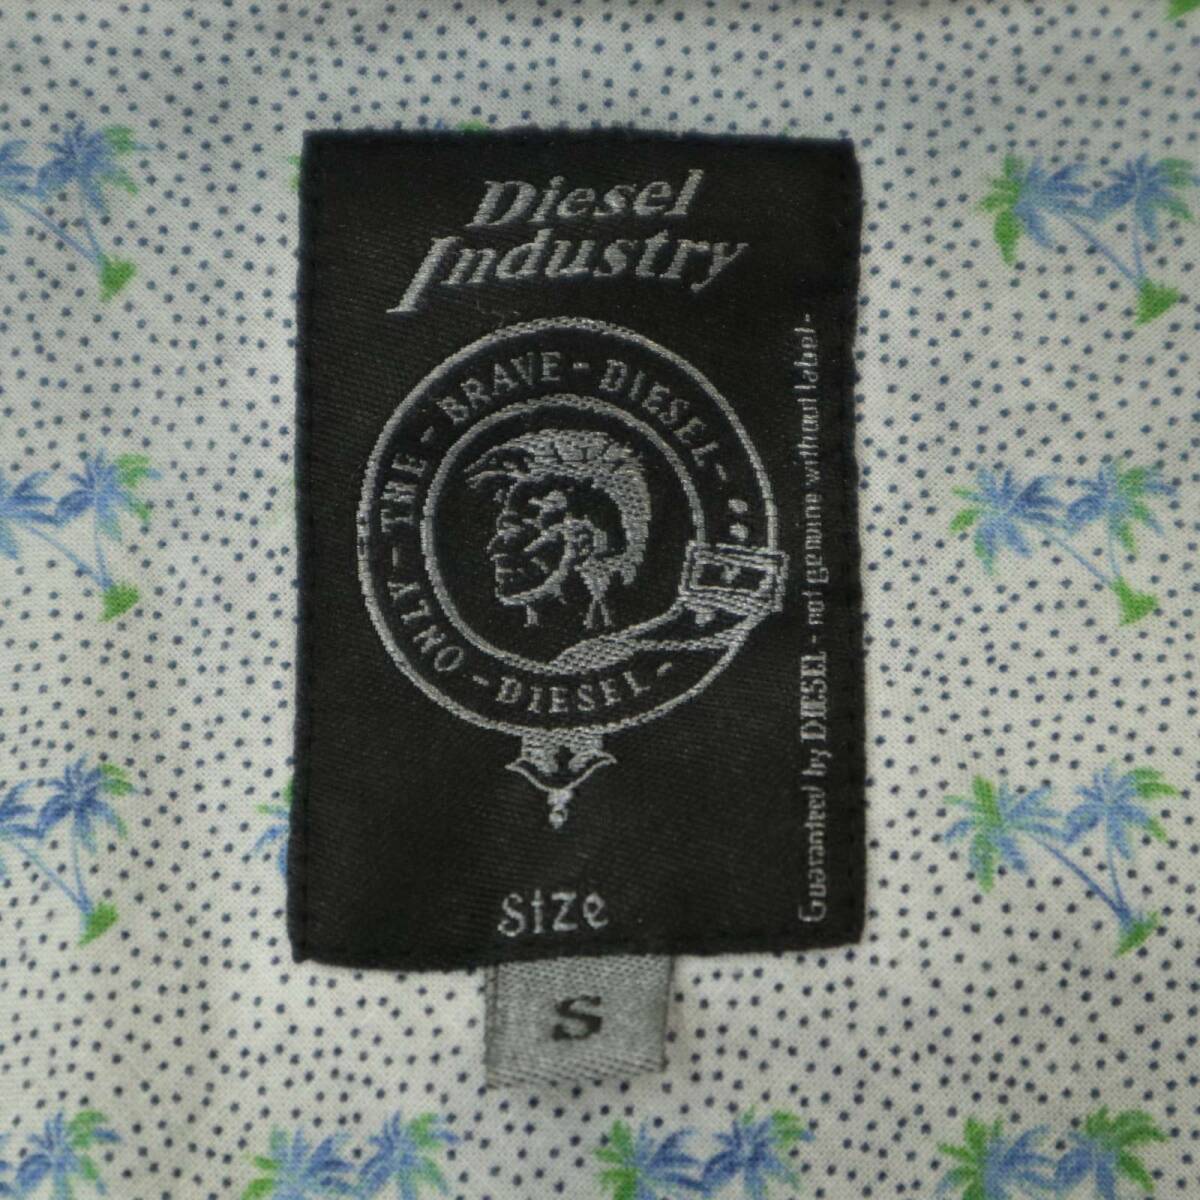 Diesel
Industry
ONLY - THE - BRAVE - DIESEL -
- DIESEL -
Guaranteed by DIESEL - not genuine without label -
Size
S